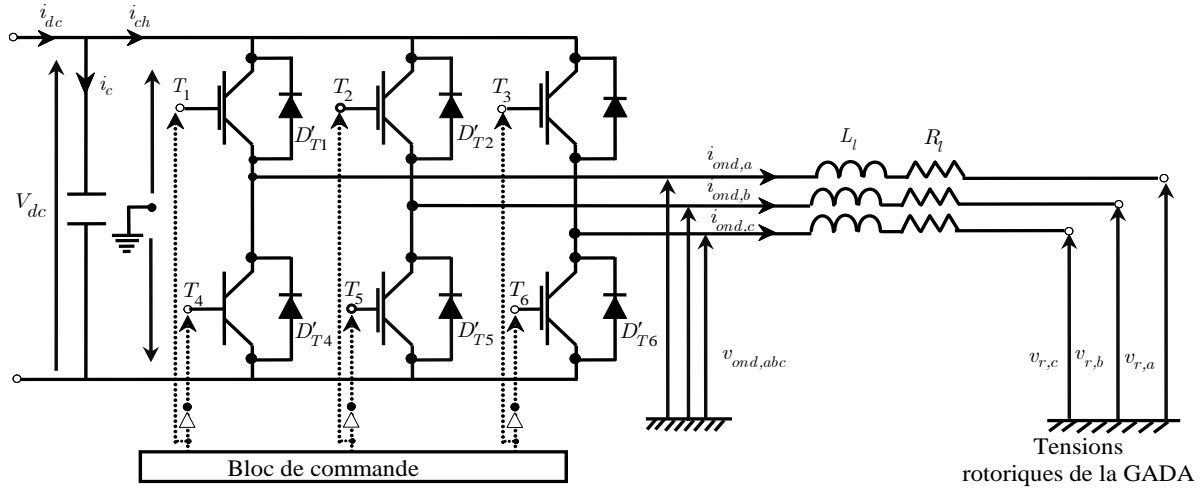 i_dc i_ch
i_c
V_dc
T_1 T_2 T_3
D'_T1 D'_T2
i_ond,a L_l R_l
i_ond,b
i_ond,c
T_4 T_5 T_6
D'_T4 D'_T5 D'_T6
v_ond,abc v_r,c v_r,b v_r,a
Bloc de commande
Tensions
rotoriques de la GADA